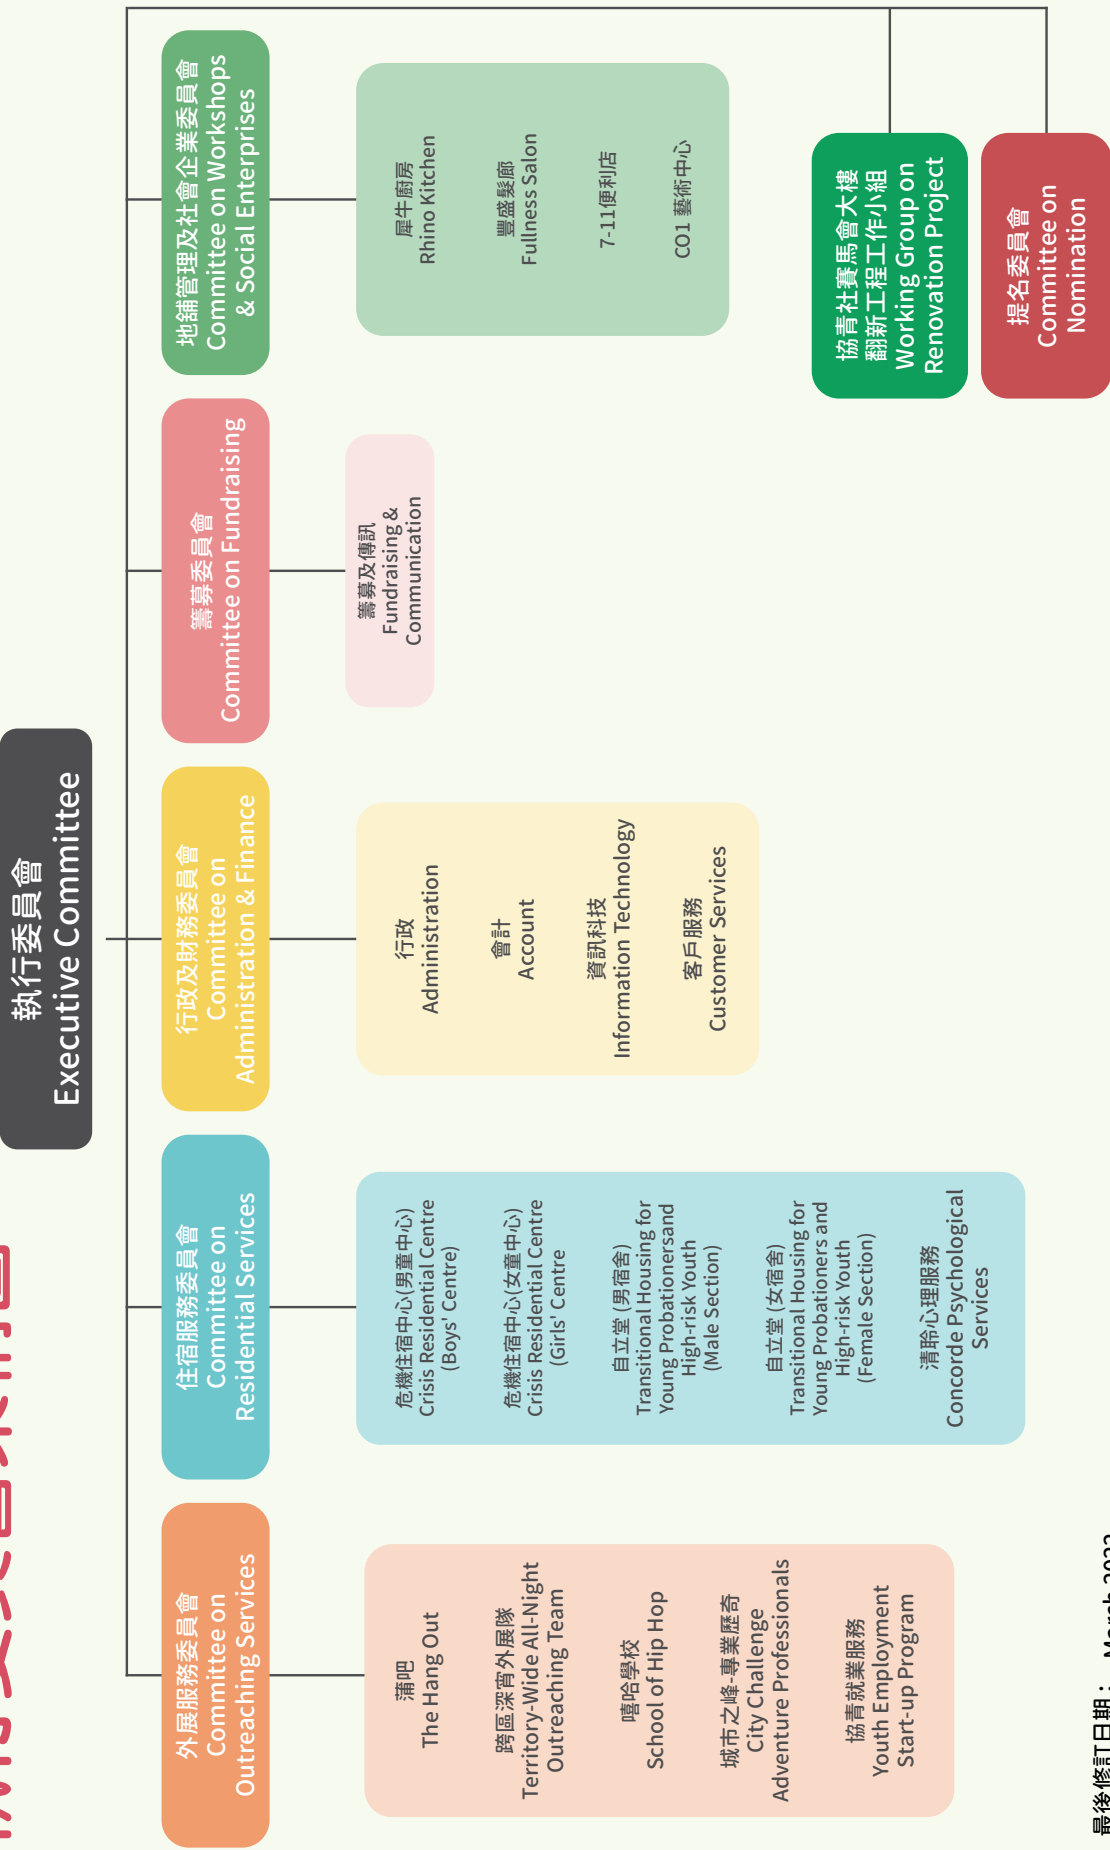 執行委員會
Executive Committee
外展服務委員會
Committee on
Outreaching Services
蒲吧
The Hang Out
跨區深宵外展隊
Territory-Wide All-Night
Outreaching Team
嘻哈學校
School of Hip Hop
城市之峰-專業歷奇
City Challenge
Adventure Professionals
協青就業服務
Youth Employment
Start-up Program
住宿服務委員會
Committee on
Residential Services
危機住宿中心(男童中心)
Crisis Residential Centre
(Boys' Centre)
危機住宿中心(女童中心)
Crisis Residential Centre
(Girls' Centre
自立堂 (男宿舍)
Transitional Housing for
Young Probationersand
High-risk Youth
(Male Section)
自立堂 (女宿舍)
Transitional Housing for
Young Probationers and
High-risk Youth
(Female Section)
清聆心理服務
Concorde Psychological
Services
行政及財務委員會
Committee on
Administration & Finance
行政
Administration
會計
Account
資訊科技
Information Technology
客戶服務
Customer Services
籌募委員會
Committee on Fundraising
籌募及傳訊
Fundraising &
Communication
地舖管理及社會企業委員會
Committee on Workshops
& Social Enterprises
犀牛廚房
Rhino Kitchen
豐盛髮廊
Fullness Salon
7-11便利店
CO1 藝術中心
協青社賽馬會大樓
翻新工程工作小組
Working Group on
Renovation Project
提名委員會
Committee on
Nomination
最後修訂日期： March